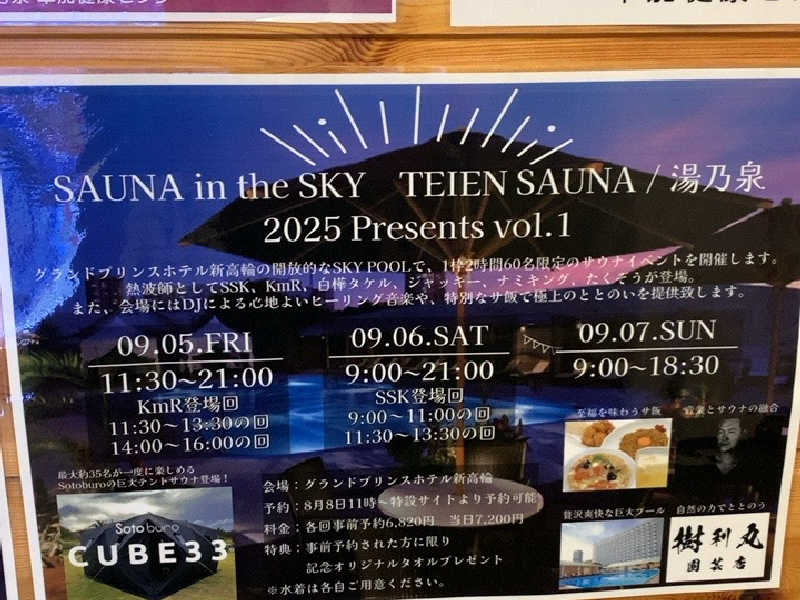 SAUNA in the SKY TEIEN SAUNA / 湯乃泉
2025 Presents vol.1
グランドプリンスホテル新高輪の開放的なSKY POOLで、1枠2時間60名限定のサウナイベントを開催します。
熱波師としてSSK、KmR、白樺タケル、ジャッキー、ナミキング、たくぞうが登場。
また、会場にはDJによる心地よいヒーリング音楽や、特別なサ飯で極上のととのいを提供致します。
09.05.FRI
11:30~21:00
KmR登場回
11:30~13:30の回
14:00~16:00の回
09.06.SAT
9:00~21:00
SSK登場回
9:00~11:00の回
11:30~13:30の回
09.07.SUN
9:00~18:30
至福を味わうサ飯
音楽とサウナの融合
最大約35名が一度に楽しめる
Sotoburoの巨大テントサウナ登場!
Sotoburo
CUBE33
会場:グランドプリンスホテル新高輪
予約:8月8日11時~特設サイトより予約可能
料金:各回事前予約6,820円 当日7,200円
特典:事前予約された方に限り
記念オリジナルタオルプレゼント
※水着は各自ご用意ください。
贅沢爽快な巨大プール
自然の力でととのう
樹利丸
園芸店